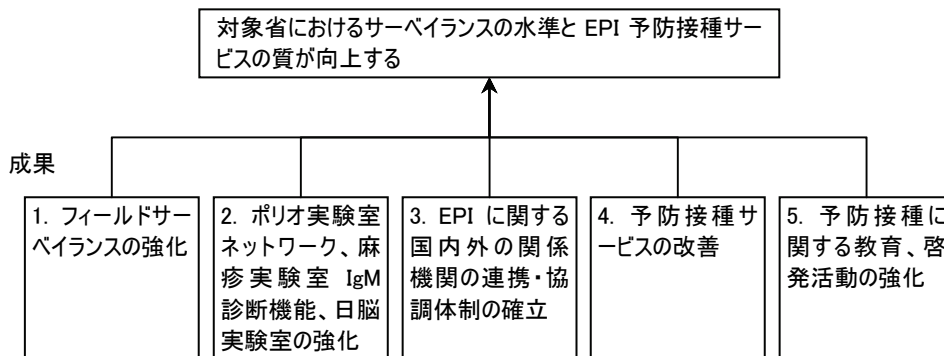 対象省におけるサーベイランスの水準と EPI 予防接種サー
ビスの質が向上する
成果
1. フィールドサー
ベイランスの強化
2. ポリオ実験室
ネットワーク、麻
疹実験室 IgM
診断機能、日脳
実験室の強化
3. EPI に関する
国内外の関係
機関の連携・協
調体制の確立
4. 予防接種サ
ービスの改善
5. 予防接種に
関する教育、啓
発活動の強化